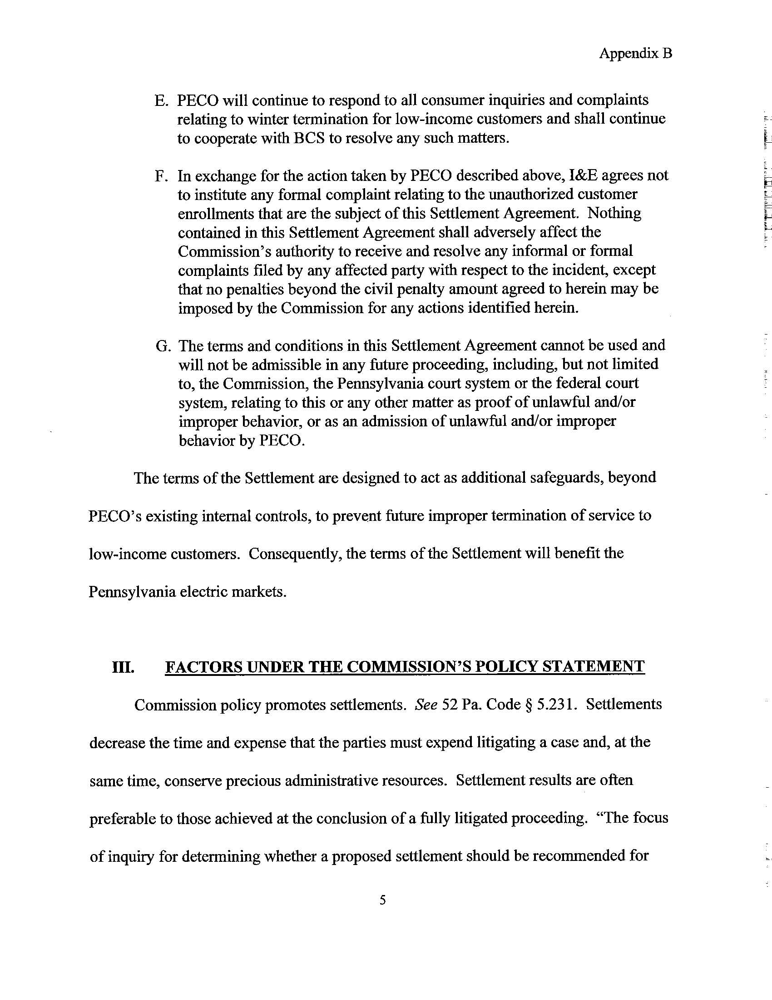 Appendix B
E. PECO will continue to respond to all consumer inquiries and complaints
relating to winter termination for low-income customers and shall continue
to cooperate with BCS to resolve any such matters.
F. In exchange for the action taken by PECO described above, I&E agrees not
to institute any formal complaint relating to the unauthorized customer
enrollments that are the subject of this Settlement Agreement. Nothing
contained in this Settlement Agreement shall adversely affect the
Commission's authority to receive and resolve any informal or formal
complaints filed by any affected party with respect to the incident, except
that no penalties beyond the civil penalty amount agreed to herein may be
imposed by the Commission for any actions identified herein.
G. The terms and conditions in this Settlement Agreement cannot be used and
will not be admissible in any future proceeding, including, but not limited
to, the Commission, the Pennsylvania court system or the federal court
system, relating to this or any other matter as proof of unlawful and/or
improper behavior, or as an admission of unlawful and/or improper
behavior by PECO.
The terms of the Settlement are designed to act as additional safeguards, beyond
PECO's existing internal controls, to prevent future improper termination of service to
low-income customers. Consequently, the terms of the Settlement will benefit the
Pennsylvania electric markets.
III. FACTORS UNDER THE COMMISSION'S POLICY STATEMENT
Commission policy promotes settlements. See 52 Pa. Code § 5.231. Settlements
decrease the time and expense that the parties must expend litigating a case and, at the
same time, conserve precious administrative resources. Settlement results are often
preferable to those achieved at the conclusion of a fully litigated proceeding. “The focus
of inquiry for determining whether a proposed settlement should be recommended for
5